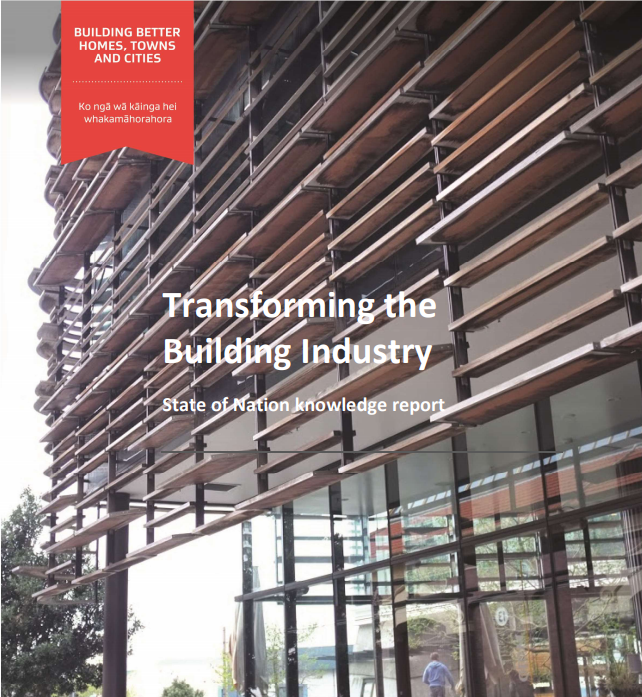 BUILDING BETTER
HOMES, TOWNS
AND CITIES
Ko ngā wā kāinga hei
whakamāhorahora
Transforming the
Building Industry
State of Nation knowledge report